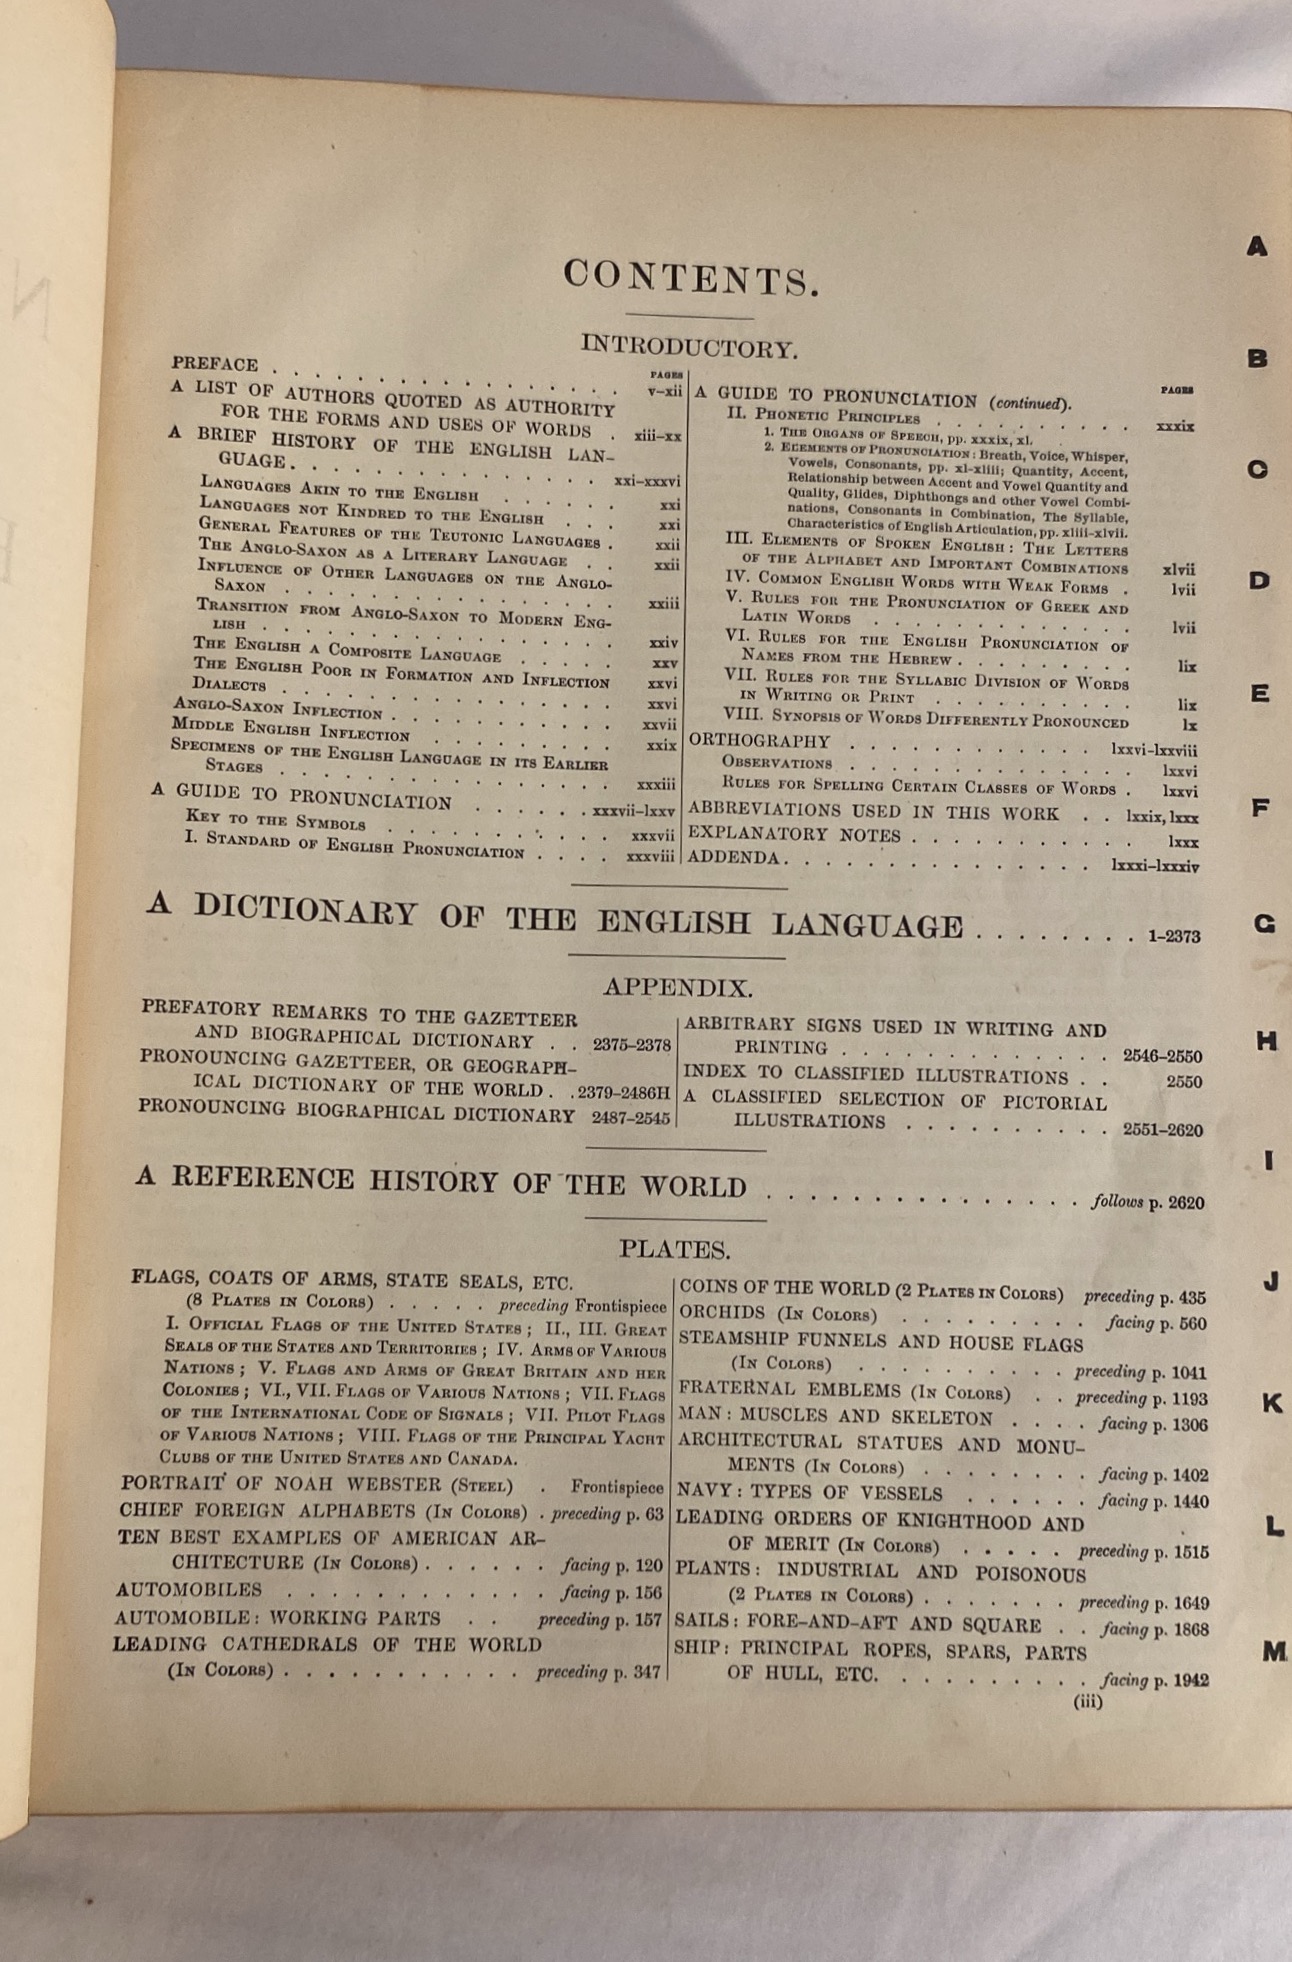 CONTENTS.
INTRODUCTORY.
PAGES
PREFACE . . . . . . . . . . . . . . . . v–xii
A LIST OF AUTHORS QUOTED AS AUTHORITY
FOR THE FORMS AND USES OF WORDS . xiii–xx
A BRIEF HISTORY OF THE ENGLISH LAN-
GUAGE . . . . . . . . . . . . . . xxi–xxxvi
LANGUAGES AKIN TO THE ENGLISH . . . . . xxi
LANGUAGES NOT KINDRED TO THE ENGLISH . . . xxi
GENERAL FEATURES OF THE TEUTONIC LANGUAGES . xxii
THE ANGLO-SAXON AS A LITERARY LANGUAGE . . xxii
INFLUENCE OF OTHER LANGUAGES ON THE ANGLO-
SAXON . . . . . . . . . . . . . . . xxiii
TRANSITION FROM ANGLO-SAXON TO MODERN ENG-
LISH . . . . . . . . . . . . . . . xxiv
THE ENGLISH A COMPOSITE LANGUAGE . . . . . xxv
THE ENGLISH POOR IN FORMATION AND INFLECTION xxvi
DIALECTS . . . . . . . . . . . . . . . xxvi
ANGLO-SAXON INFLECTION . . . . . . . . . . xxvii
MIDDLE ENGLISH INFLECTION . . . . . . . . . xxix
SPECIMENS OF THE ENGLISH LANGUAGE IN ITS EARLIER
STAGES . . . . . . . . . . . . . . xxxiii
A GUIDE TO PRONUNCIATION . . . . . . xxxvii–lxxv
KEY TO THE SYMBOLS . . . . . . . . . . xxxvii
I. STANDARD OF ENGLISH PRONUNCIATION . . . . xxxviii
PAGES
A GUIDE TO PRONUNCIATION (continued).
II. PHONETIC PRINCIPLES . . . . . . . . . . xxxix
1. THE ORGANS OF SPEECH, pp. xxxix, xl.
2. ELEMENTS OF PRONUNCIATION: Breath, Voice, Whisper,
Vowels, Consonants, pp. xl–xliii; Quantity, Accent,
Relationship between Accent and Vowel Quantity and
Quality, Glides, Diphthongs and other Vowel Combi-
nations, Consonants in Combination, The Syllable,
Characteristics of English Articulation, pp. xliii–xlvii.
III. ELEMENTS OF SPOKEN ENGLISH: THE LETTERS
OF THE ALPHABET AND IMPORTANT COMBINATIONS xlvii
IV. COMMON ENGLISH WORDS WITH WEAK FORMS . lvii
V. RULES FOR THE PRONUNCIATION OF GREEK AND
LATIN WORDS . . . . . . . . . . . . . lvii
VI. RULES FOR THE ENGLISH PRONUNCIATION OF
NAMES FROM THE HEBREW . . . . . . . . . lix
VII. RULES FOR THE SYLLABIC DIVISION OF WORDS
IN WRITING OR PRINT . . . . . . . . . . lix
VIII. SYNOPSIS OF WORDS DIFFERENTLY PRONOUNCED lx
ORTHOGRAPHY . . . . . . . . . . . . . lxxvi–lxxviii
OBSERVATIONS . . . . . . . . . . . . . . . lxxvi
RULES FOR SPELLING CERTAIN CLASSES OF WORDS . lxxvi
ABBREVIATIONS USED IN THIS WORK . . lxxix, lxxx
EXPLANATORY NOTES . . . . . . . . . . . lxxx
ADDENDA . . . . . . . . . . . . . . . lxxxi–lxxxiv
A DICTIONARY OF THE ENGLISH LANGUAGE . . . . . . . . 1–2373
APPENDIX.
PREFATORY REMARKS TO THE GAZETTEER
AND BIOGRAPHICAL DICTIONARY . . 2375–2378
PRONOUNCING GAZETTEER, OR GEOGRAPH-
ICAL DICTIONARY OF THE WORLD . . 2379–2486H
PRONOUNCING BIOGRAPHICAL DICTIONARY 2487–2545
ARBITRARY SIGNS USED IN WRITING AND
PRINTING . . . . . . . . . . . . . . 2546–2550
INDEX TO CLASSIFIED ILLUSTRATIONS . . 2550
A CLASSIFIED SELECTION OF PICTORIAL
ILLUSTRATIONS . . . . . . . . . . 2551–2620
A REFERENCE HISTORY OF THE WORLD . . . . . . . . . . . . . . . follows p. 2620
PLATES.
FLAGS, COATS OF ARMS, STATE SEALS, ETC.
(8 PLATES IN COLORS) . . . . . preceding Frontispiece
I. OFFICIAL FLAGS OF THE UNITED STATES; II., III. GREAT
SEALS OF THE STATES AND TERRITORIES; IV. ARMS OF VARIOUS
NATIONS; V. FLAGS AND ARMS OF GREAT BRITAIN AND HER
COLONIES; VI., VII. FLAGS OF VARIOUS NATIONS; VII. FLAGS
OF THE INTERNATIONAL CODE OF SIGNALS; VII. PILOT FLAGS
OF VARIOUS NATIONS; VIII. FLAGS OF THE PRINCIPAL YACHT
CLUBS OF THE UNITED STATES AND CANADA.
PORTRAIT OF NOAH WEBSTER (STEEL) . Frontispiece
CHIEF FOREIGN ALPHABETS (IN COLORS) . preceding p. 63
TEN BEST EXAMPLES OF AMERICAN AR-
CHITECTURE (IN COLORS) . . . . . . facing p. 120
AUTOMOBILES . . . . . . . . . . . . facing p. 156
AUTOMOBILE: WORKING PARTS . . preceding p. 157
LEADING CATHEDRALS OF THE WORLD
(IN COLORS) . . . . . . . . . . . preceding p. 347
COINS OF THE WORLD (2 PLATES IN COLORS) preceding p. 435
ORCHIDS (IN COLORS) . . . . . . . . . facing p. 560
STEAMSHIP FUNNELS AND HOUSE FLAGS
(IN COLORS) . . . . . . . . . preceding p. 1041
FRATERNAL EMBLEMS (IN COLORS) . . preceding p. 1193
MAN: MUSCLES AND SKELETON . . . . facing p. 1306
ARCHITECTURAL STATUES AND MONU-
MENTS (IN COLORS) . . . . . . . . facing p. 1402
NAVY: TYPES OF VESSELS . . . . . . facing p. 1440
LEADING ORDERS OF KNIGHTHOOD AND
OF MERIT (IN COLORS) . . . . . preceding p. 1515
PLANTS: INDUSTRIAL AND POISONOUS
(2 PLATES IN COLORS) . . . . . . . preceding p. 1649
SAILS: FORE-AND-AFT AND SQUARE . . facing p. 1868
SHIP: PRINCIPAL ROPES, SPARS, PARTS
OF HULL, ETC. . . . . . . . . . . facing p. 1942
(iii)
A
B
C
D
E
F
G
H
I
J
K
L
M